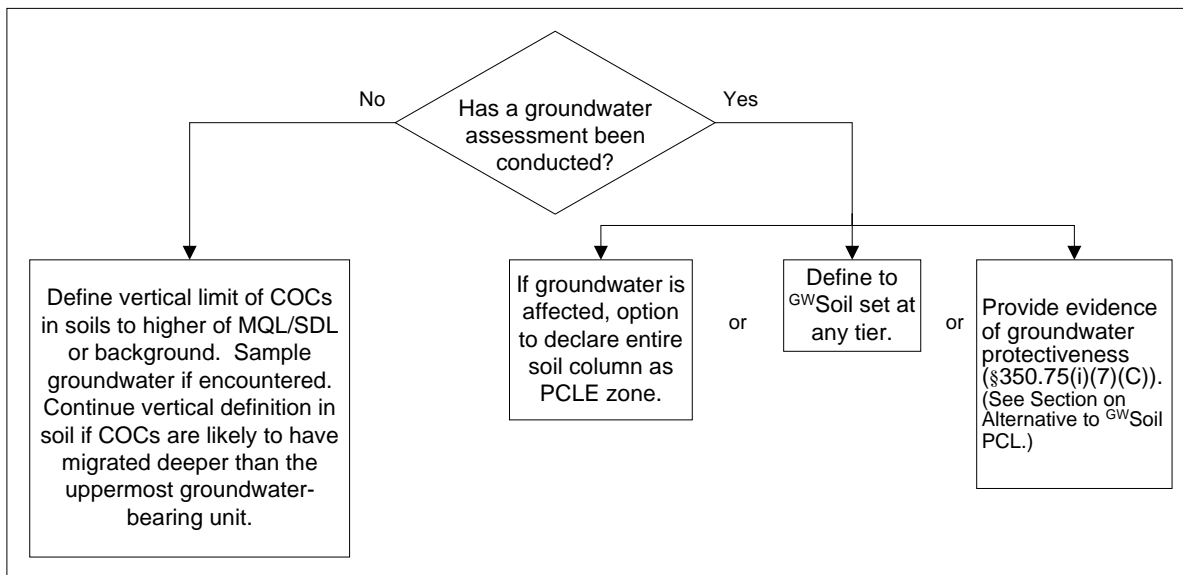 No
Has a groundwater
assessment been
conducted?
Yes
Define vertical limit of COCs
in soils to higher of MQL/SDL
or background.  Sample
groundwater if encountered.
Continue vertical definition in
soil if COCs are likely to have
migrated deeper than the
uppermost groundwater-
bearing unit.
If groundwater is
affected, option
to declare entire
soil column as
PCLE zone.
or
Define to
GWSoil set at
any tier.
or
Provide evidence
of groundwater
protectiveness
(§350.75(i)(7)(C)).
(See Section on
Alternative to GWSoil
PCL.)